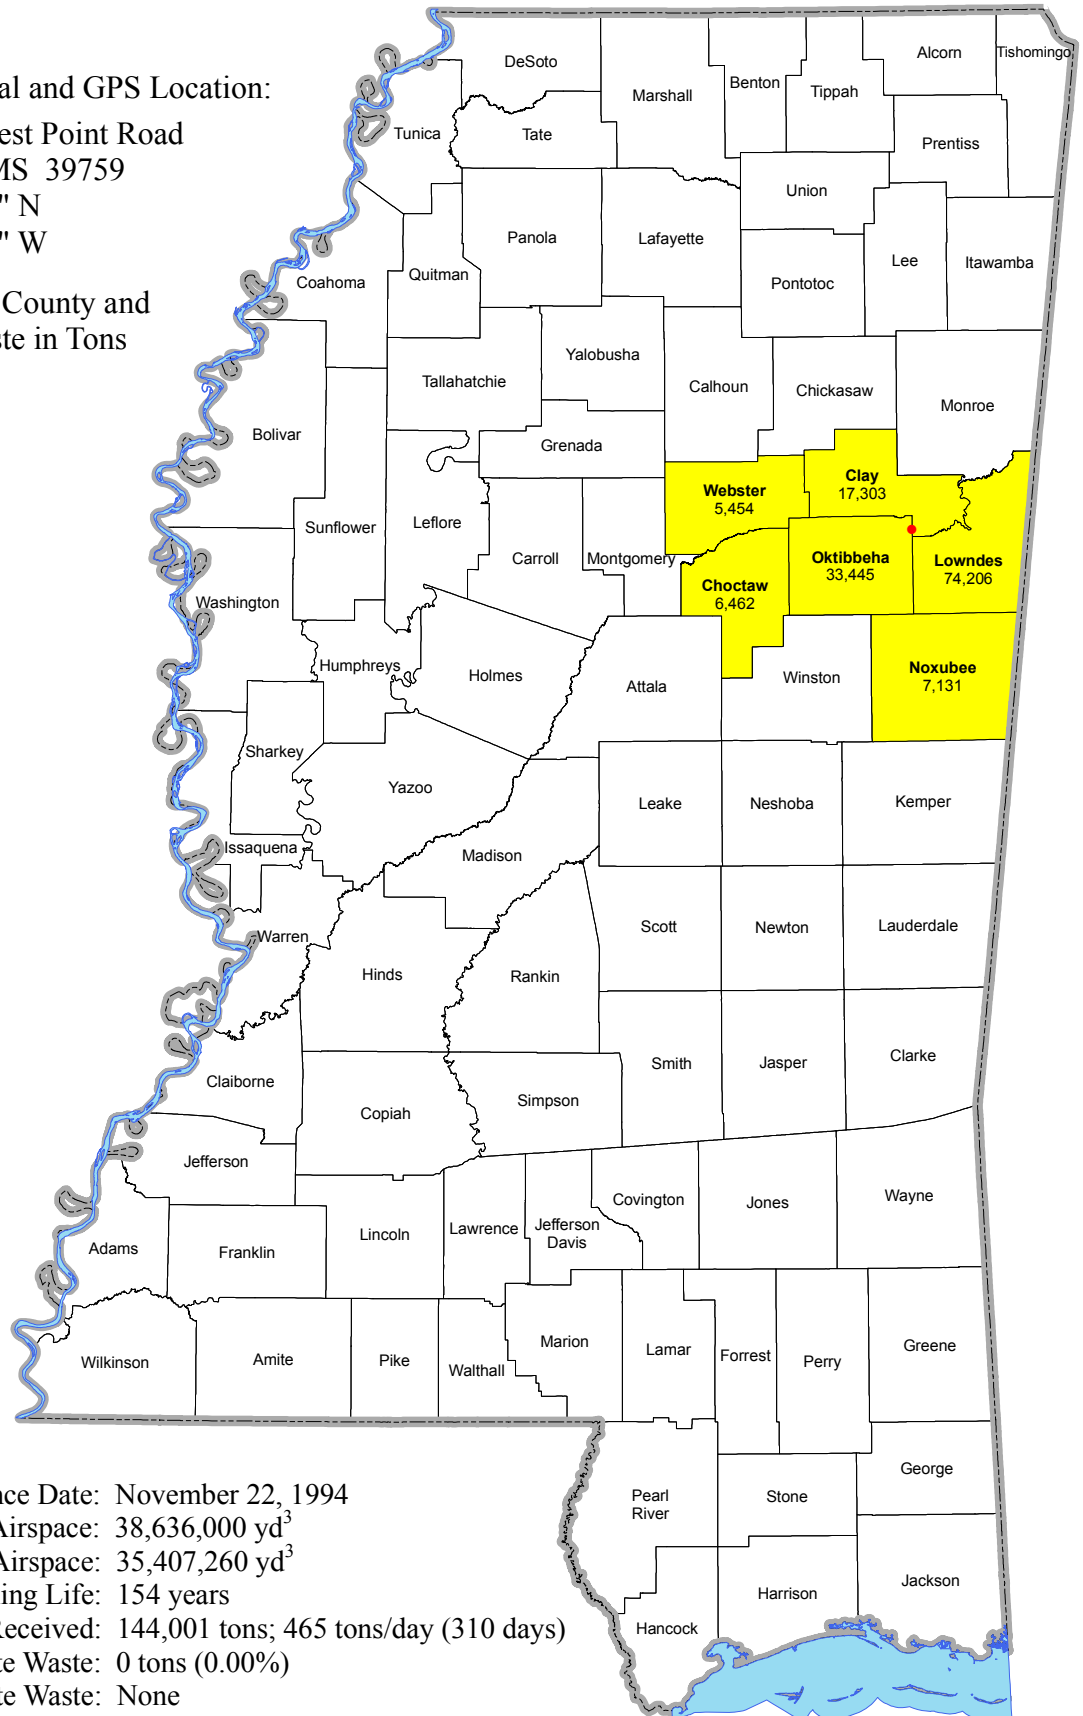 al and GPS Location:
est Point Road
MS 39759
" N
" W
County and
ste in Tons
DeSoto
Marshall
Benton
Tippah
Alcorn
Tishomingo
Tunica
Tate
Prentiss
Union
Panola
Lafayette
Lee
Itawamba
Coahoma
Quitman
Pontotoc
Yalobusha
Tallahatchie
Calhoun
Chickasaw
Monroe
Bolivar
Grenada
Webster
5,454
Clay
17,303
Sunflower
Leflore
Carroll
Montgomery
Choctaw
6,462
Oktibbeha
33,445
Lowndes
74,206
Washington
Humphreys
Holmes
Attala
Winston
Noxubee
7,131
Sharkey
Yazoo
Leake
Neshoba
Kemper
Issaquena
Madison
Warren
Hinds
Rankin
Scott
Newton
Lauderdale
Claiborne
Copiah
Simpson
Smith
Jasper
Clarke
Jefferson
Adams
Franklin
Lincoln
Lawrence
Jefferson
Davis
Covington
Jones
Wayne
Wilkinson
Amite
Pike
Walthall
Marion
Lamar
Forrest
Perry
Greene
Pearl
River
Stone
George
Hancock
Harrison
Jackson
nce Date: November 22, 1994
Airspace: 38,636,000 yd³
Airspace: 35,407,260 yd³
ing Life: 154 years
Received: 144,001 tons; 465 tons/day (310 days)
te Waste: 0 tons (0.00%)
te Waste: None